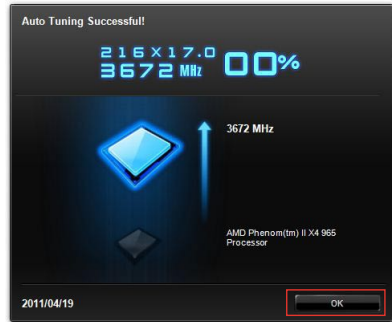 Auto Tuning Successful!
216X17.0
3672 MHz
00%
3672 MHz
AMD Phenom(tm) II X4 965
Processor
2011/04/19
OK